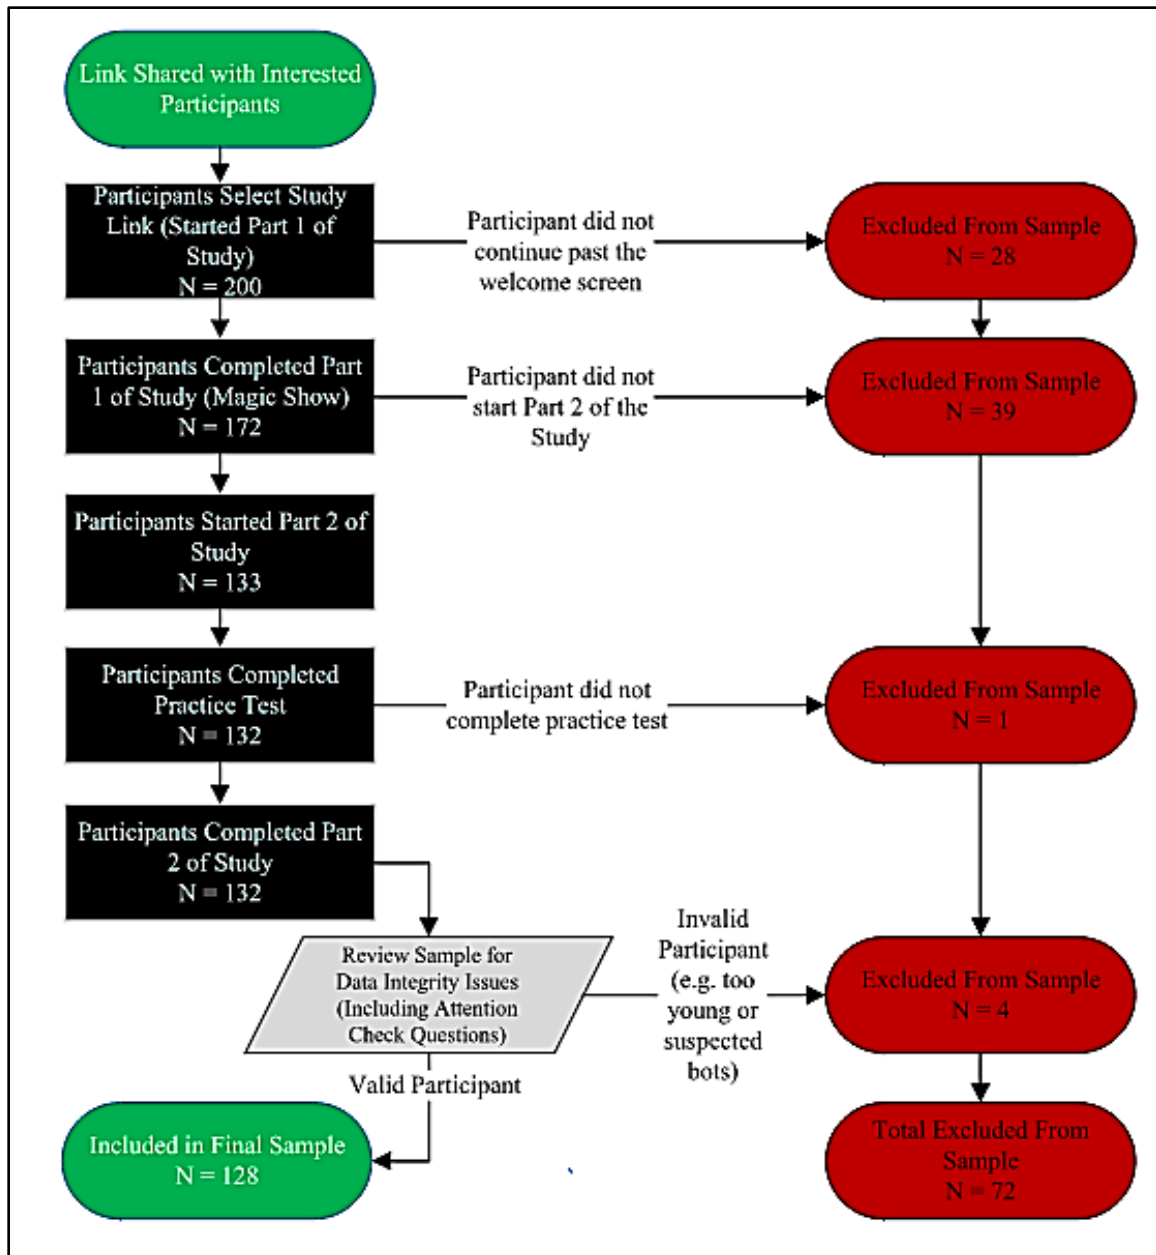 Link Shared with Interested
Participants
Participants Select Study
Link (Started Part 1 of
Study)
N = 200
Participant did not
continue past the
welcome screen
Excluded From Sample
N = 28
Participants Completed Part
1 of Study (Magic Show)
N = 172
Participant did not
start Part 2 of the
Study
Excluded From Sample
N = 39
Participants Started Part 2 of
Study
N = 133
Participants Completed
Practice Test
N = 132
Participant did not
complete practice test
Excluded From Sample
N = 1
Participants Completed Part
2 of Study
N = 132
Review Sample for
Data Integrity Issues
(Including Attention
Check Questions)
Invalid
Participant
(e.g. too
young or
suspected
bots)
Excluded From Sample
N = 4
Valid Participant
Included in Final Sample
N = 128
Total Excluded From
Sample
N = 72